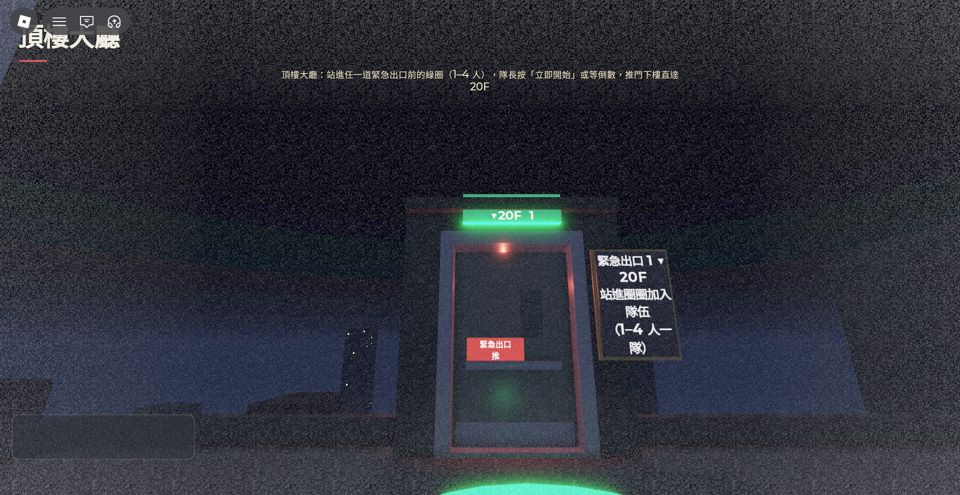 頂樓大廳
頂樓大廳：站進任一道緊急出口前的綠圈（1–4 人），隊長按「立即開始」或等倒數，推門下樓直達
20F
▼20F 1
緊急出口 1 ▼
20F
站進圈圈加入
隊伍
（1–4 人一
隊）
緊急出口
推